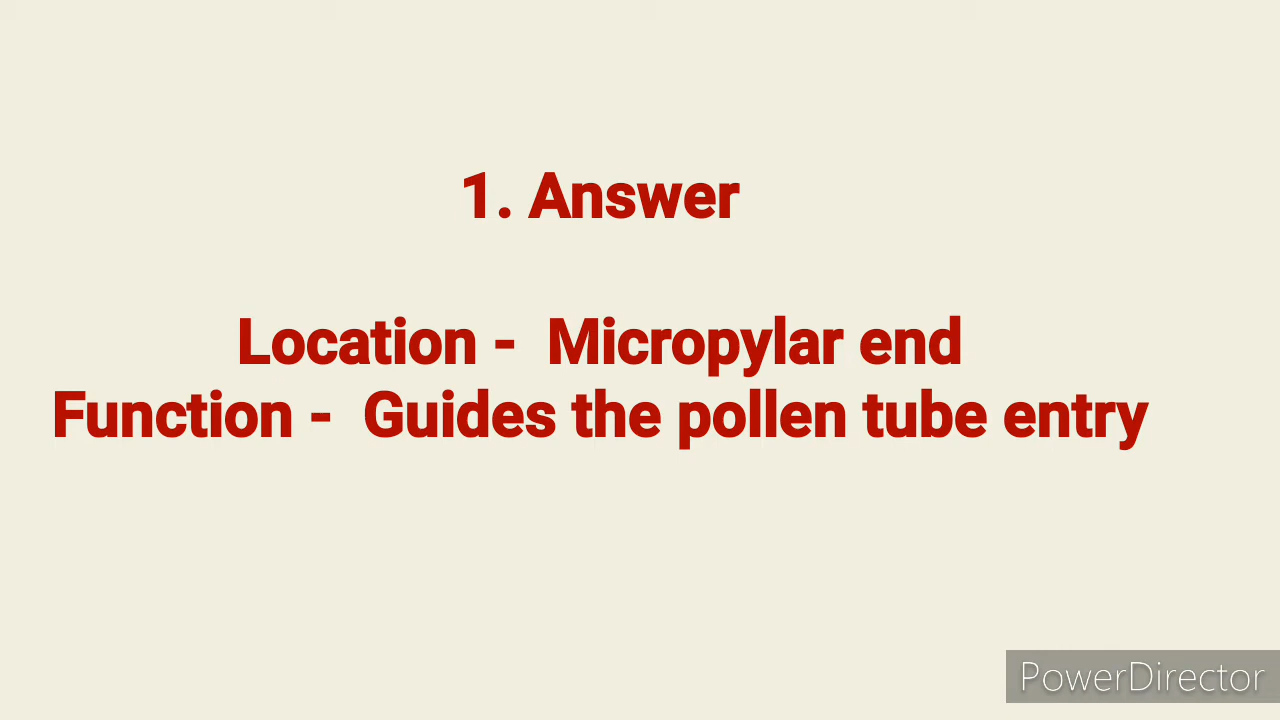 1. Answer
Location - Micropylar end
Function - Guides the pollen tube entry
PowerDirector